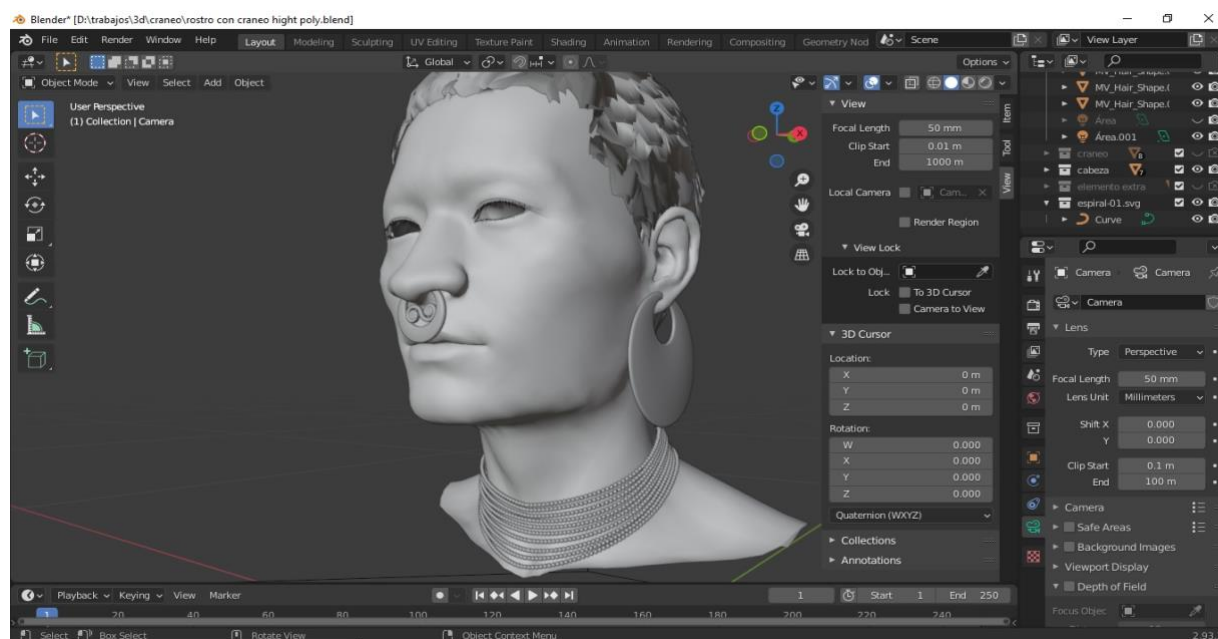 Blender* [D:\trabajos\3d\craneo\rostro con craneo hight poly.blend]
File Edit Render Window Help Layout Modeling Sculpting UV Editing Texture Paint Shading Animation Rendering Compositing Geometry Nod Scene View Layer
Global Options
Object Mode View Select Add Object
User Perspective
(1) Collection | Camera
View
Focal Length 50 mm
Clip Start 0.01 m
End 1000 m
Local Camera Cam...
Render Region
View Lock
Lock to Obj...
Lock To 3D Cursor
Camera to View
3D Cursor
Location:
X 0 m
Y 0 m
Z 0 m
Rotation:
W 0.000
X 0.000
Y 0.000
Z 0.000
Quaternion (WXYZ)
Collections
Annotations
Item
Tool
View
MV_Hair_Shape.(
MV_Hair_Shape.(
MV_Hair_Shape.(
Área
Área.001
craneo 8
cabeza 7
elemento extra
espiral-01.svg
Curve
Camera Camera
Camera
Lens
Type Perspective
Focal Length 50 mm
Lens Unit Millimeters
Shift X 0.000
Y 0.000
Clip Start 0.1 m
End 100 m
Camera
Safe Areas
Background Images
Viewport Display
Depth of Field
Focus Objec
Playback Keying View Marker 1 Start 1 End 250
1 20 40 60 80 100 120 140 160 180 200 220 240
Select Box Select Rotate View Object Context Menu 2.93